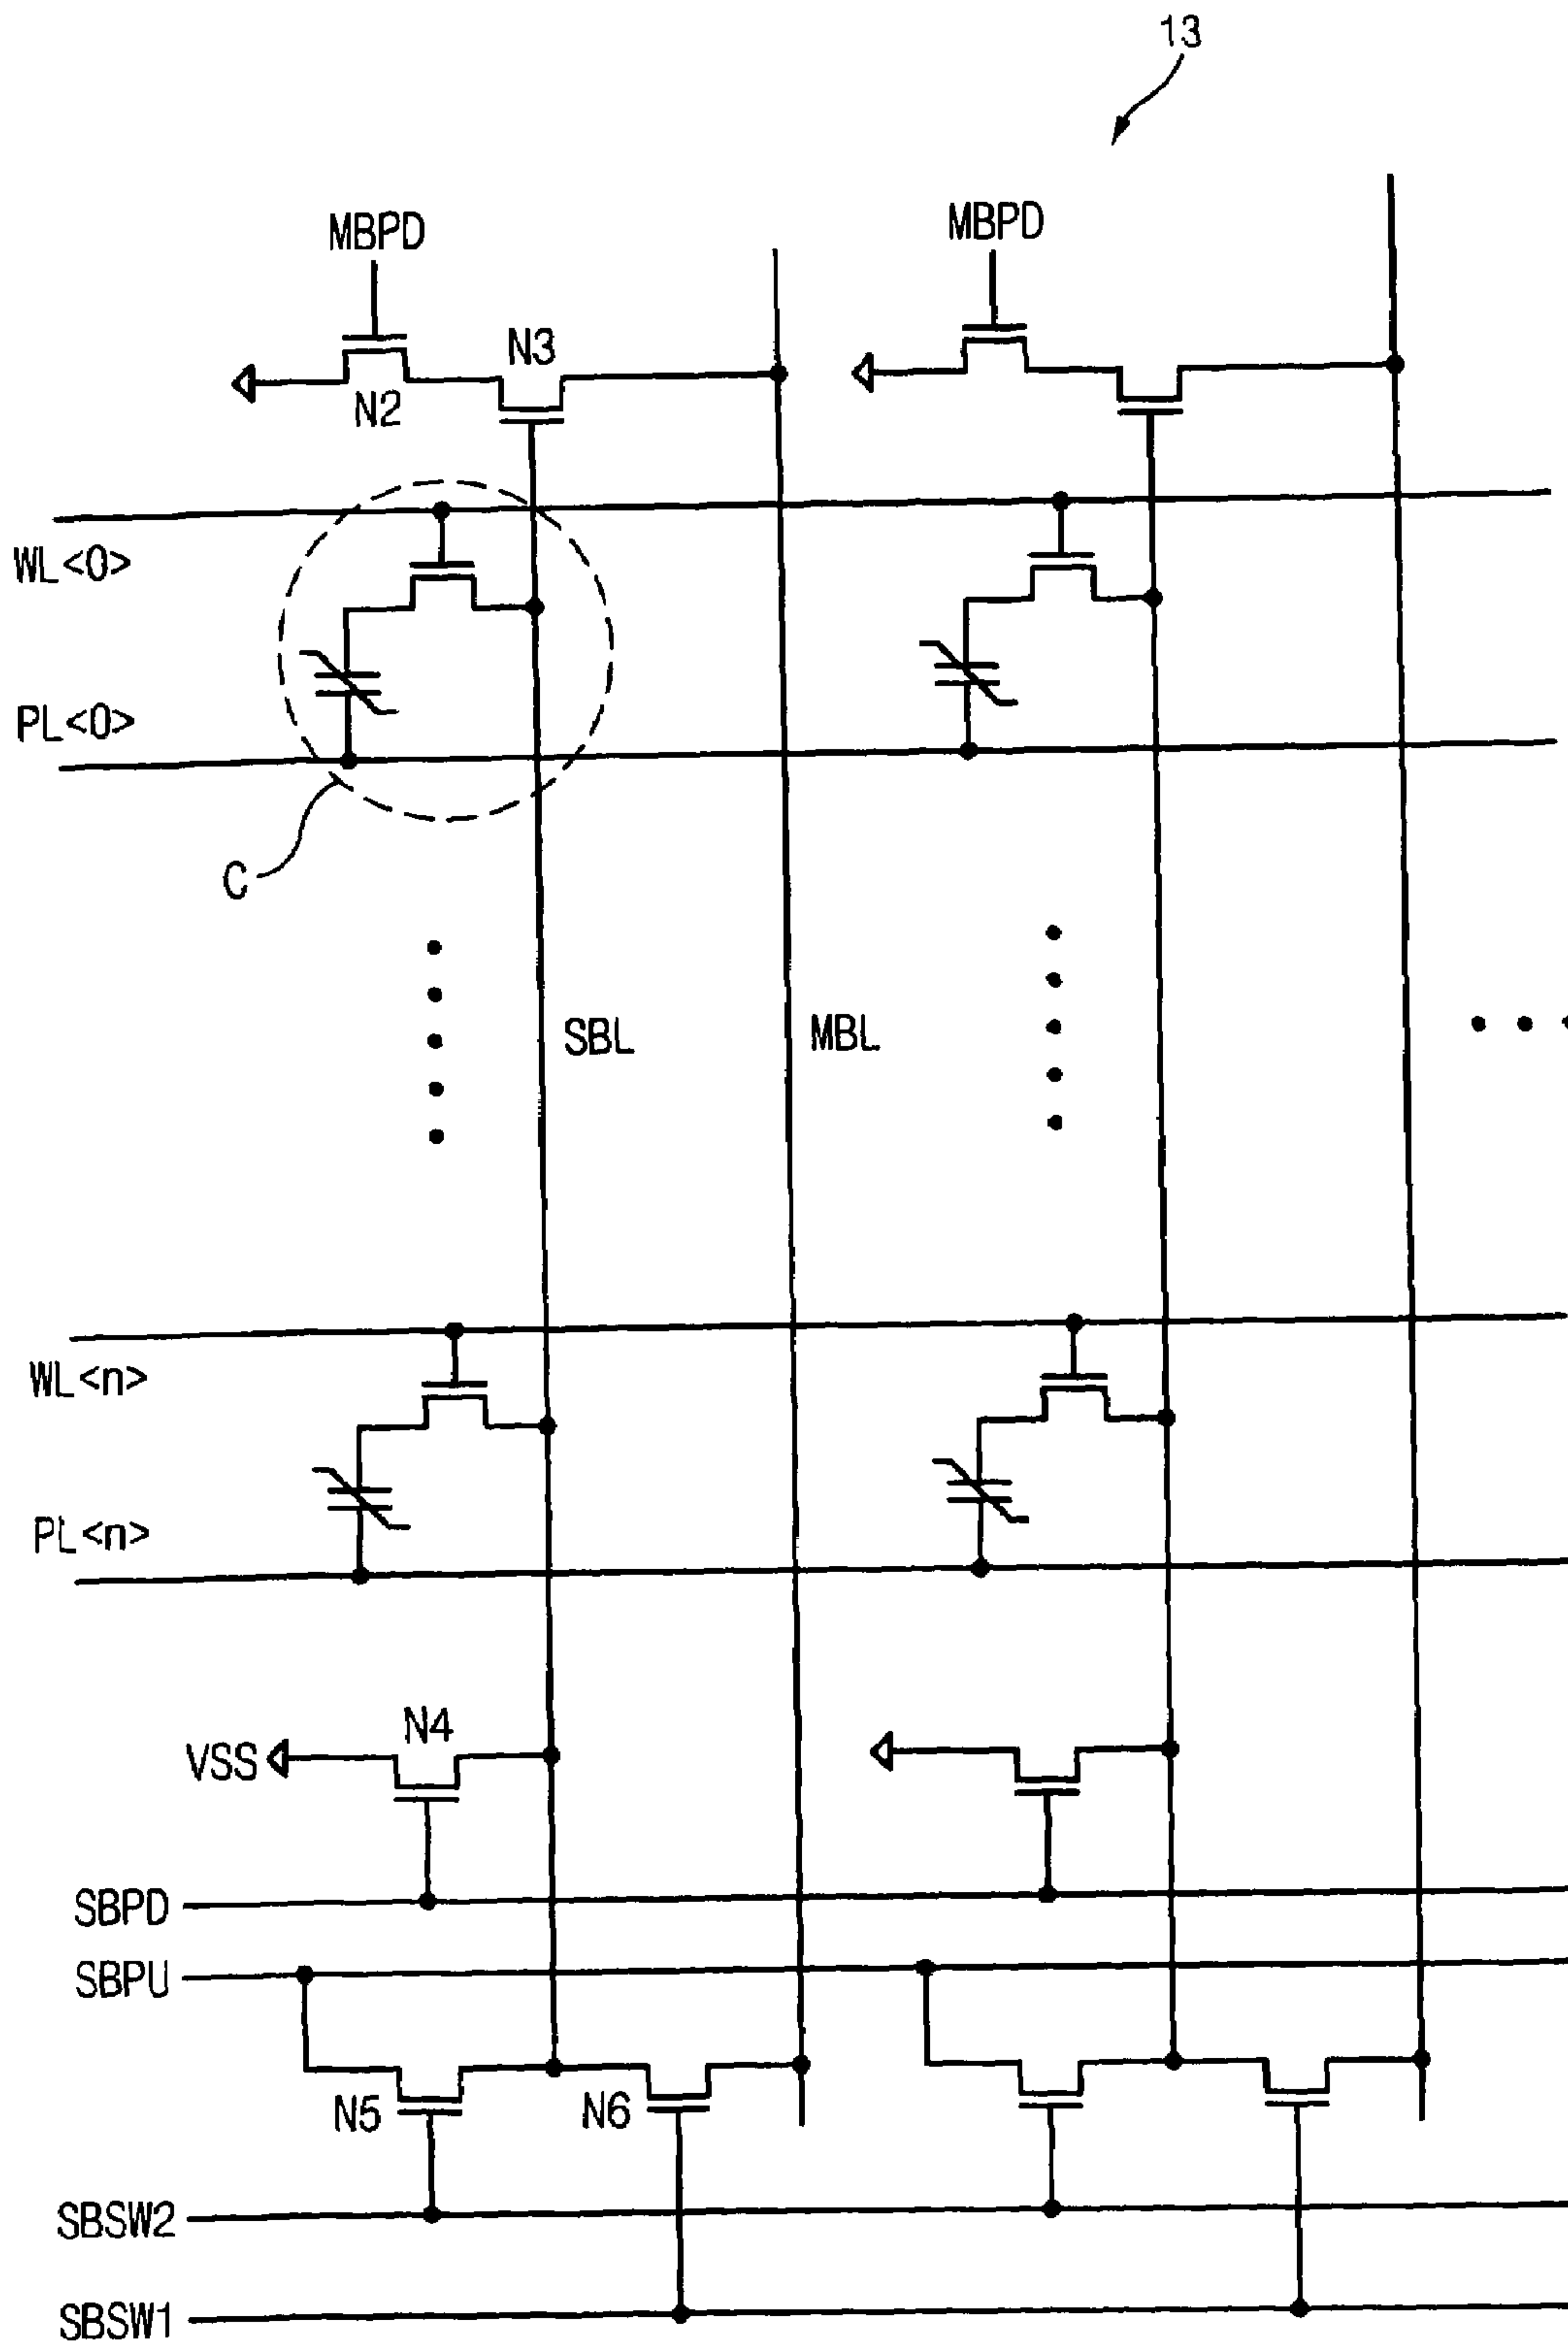 13
MBPD
MBPD
N3
N2
WL<0>
PL<0>
C
SBL
MBL
WL<n>
PL<n>
N4
VSS
SBPD
SBPU
N5
N6
SBSW2
SBSW1